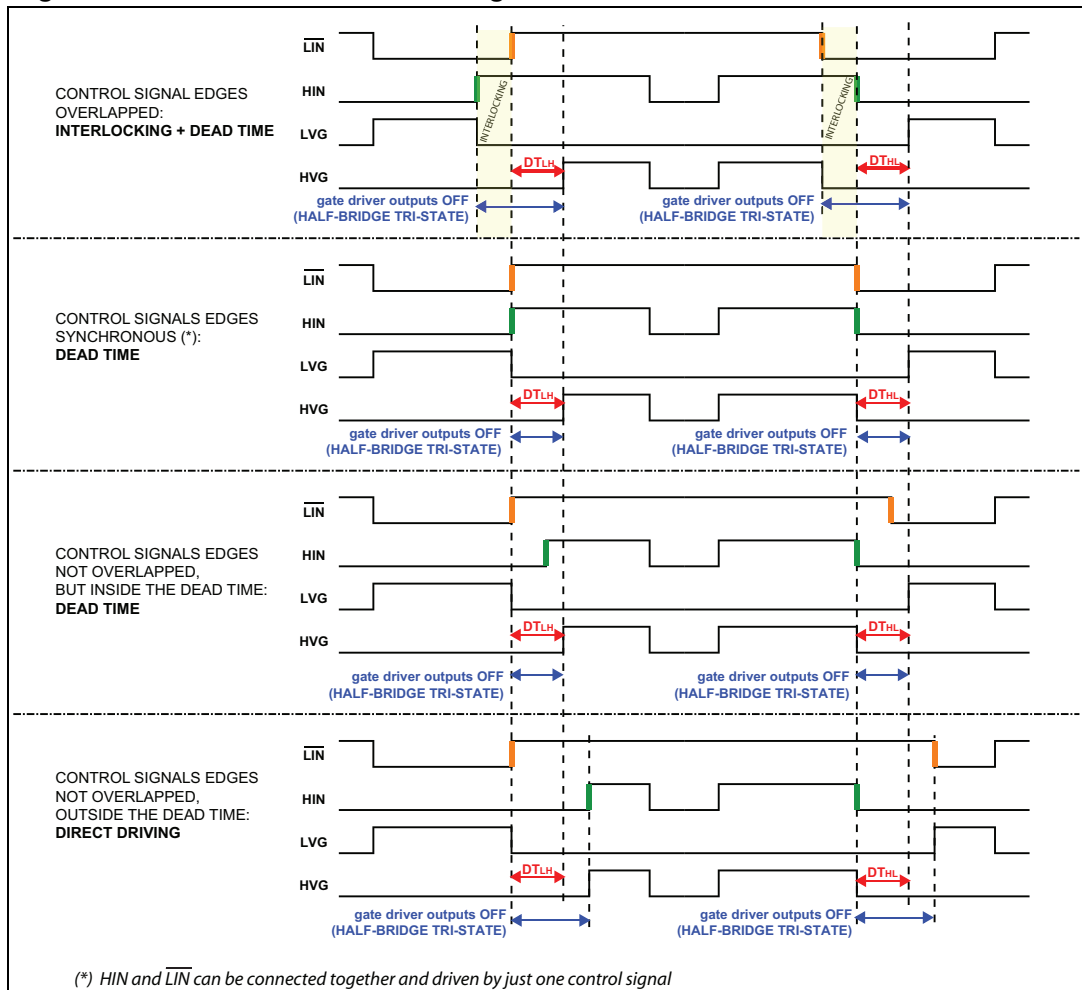 LIN
HIN
LVG
HVG
CONTROL SIGNAL EDGES
OVERLAPPED:
INTERLOCKING + DEAD TIME
INTERLOCKING
INTERLOCKING
DTLH
DTHL
gate driver outputs OFF
(HALF-BRIDGE TRI-STATE)
gate driver outputs OFF
(HALF-BRIDGE TRI-STATE)
LIN
HIN
LVG
HVG
CONTROL SIGNALS EDGES
SYNCHRONOUS (*):
DEAD TIME
DTLH
DTHL
gate driver outputs OFF
(HALF-BRIDGE TRI-STATE)
gate driver outputs OFF
(HALF-BRIDGE TRI-STATE)
LIN
HIN
LVG
HVG
CONTROL SIGNALS EDGES
NOT OVERLAPPED,
BUT INSIDE THE DEAD TIME:
DEAD TIME
DTLH
DTHL
gate driver outputs OFF
(HALF-BRIDGE TRI-STATE)
gate driver outputs OFF
(HALF-BRIDGE TRI-STATE)
LIN
HIN
LVG
HVG
CONTROL SIGNALS EDGES
NOT OVERLAPPED,
OUTSIDE THE DEAD TIME:
DIRECT DRIVING
DTLH
DTHL
gate driver outputs OFF
(HALF-BRIDGE TRI-STATE)
gate driver outputs OFF
(HALF-BRIDGE TRI-STATE)
(*) HIN and LIN can be connected together and driven by just one control signal